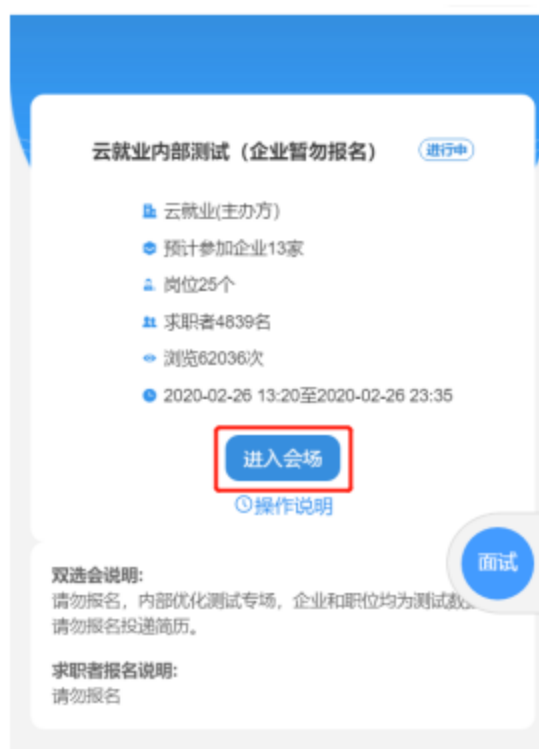 云就业内部测试（企业暂勿报名）
进行中
云就业(主办方)
预计参加企业13家
岗位25个
求职者4839名
浏览62036次
2020-02-26 13:20至2020-02-26 23:35
进入会场
操作说明
面试
双选会说明:
请勿报名，内部优化测试专场，企业和职位均为测试数
请勿报名投递简历。
求职者报名说明:
请勿报名